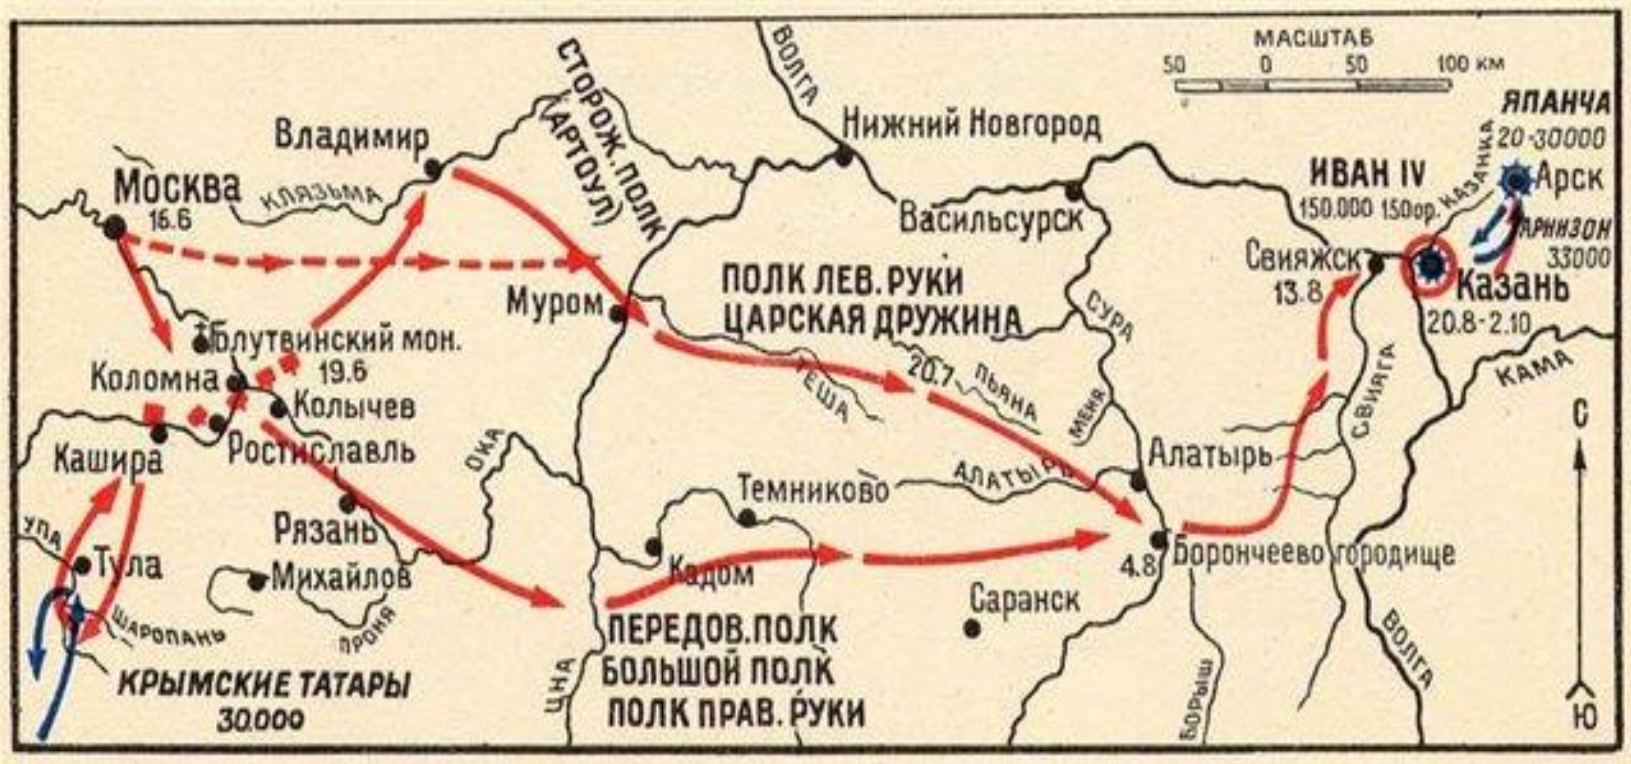 МАСШТАБ
50 0 50 100 км
ВОЛГА
СТОРОЖ. ПОЛК
(АРТОУЛ)
Нижний Новгород
Владимир
ЯПАНЧА
20-30000
КАЗАНКА
Арск
Москва
16.6
КЛЯЗЬМА
ИВАН IV
150.000 150ор.
Васильсурск
ГАРНИЗОН
33000
Свияжск
13.8
Казань
20.8-2.10
ПОЛК ЛЕВ. РУКИ
ЦАРСКАЯ ДРУЖИНА
Муром
СУРА
Блутвинский мон.
19.6
Коломна
Колычев
20.7
ТЕША
ПЬЯНА
МЕНА
СВИЯГА
КАМА
С
Кашира
Ростиславль
ОКА
Алатырь
АЛАТЫРЬ
Темниково
УПА
Рязань
Тула
Михайлов
Кадом
4.8
Борончеево городище
Саранск
ШАРОПАНЬ
ПРОНЯ
ПЕРЕДОВ. ПОЛК
БОЛЬШОЙ ПОЛК
ПОЛК ПРАВ. РУКИ
ЦНА
ВОЛГА
БОРЫШ
КРЫМСКИЕ ТАТАРЫ
30.000
Ю